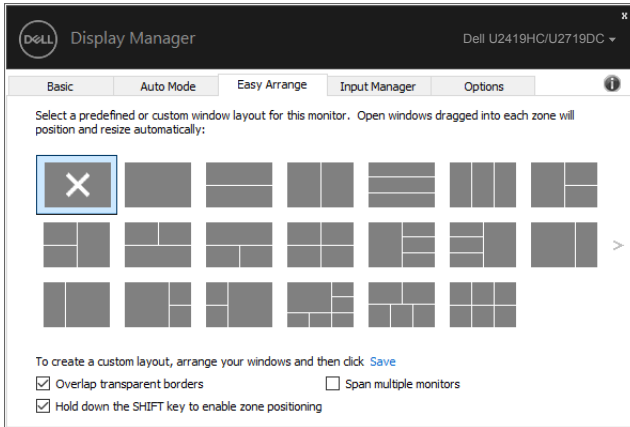 x
DELL Display Manager Dell U2419HC/U2719DC
Basic Auto Mode Easy Arrange Input Manager Options i
Select a predefined or custom window layout for this monitor. Open windows dragged into each zone will
position and resize automatically:
>
To create a custom layout, arrange your windows and then click Save
Overlap transparent borders Span multiple monitors
Hold down the SHIFT key to enable zone positioning